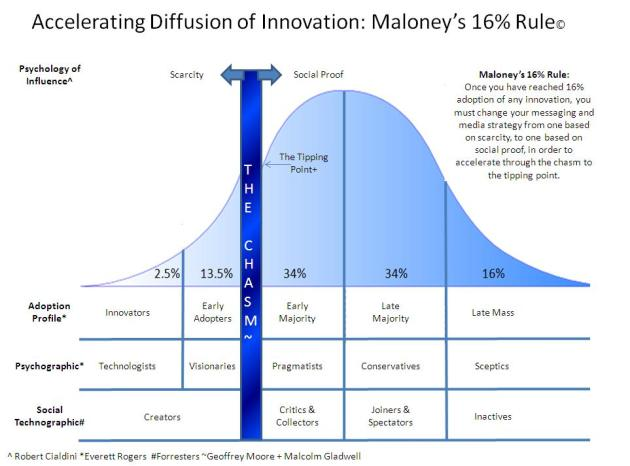 Accelerating Diffusion of Innovation: Maloney's 16% Rule©
Psychology of
Influence^
Scarcity
Social Proof
Maloney's 16% Rule:
Once you have reached 16%
adoption of any innovation, you
must change your messaging and
media strategy from one based
on scarcity, to one based on
social proof, in order to
accelerate through the chasm to
the tipping point.
The Tipping
Point+
THE CHASM~
2.5%
13.5%
34%
34%
16%
Adoption
Profile*
Innovators
Early
Adopters
Early
Majority
Late
Majority
Late Mass
Psychographic*
Technologists
Visionaries
Pragmatists
Conservatives
Sceptics
Social
Technographic#
Creators
Critics &
Collectors
Joiners &
Spectators
Inactives
^ Robert Cialdini *Everett Rogers #Forresters ~Geoffrey Moore + Malcolm Gladwell